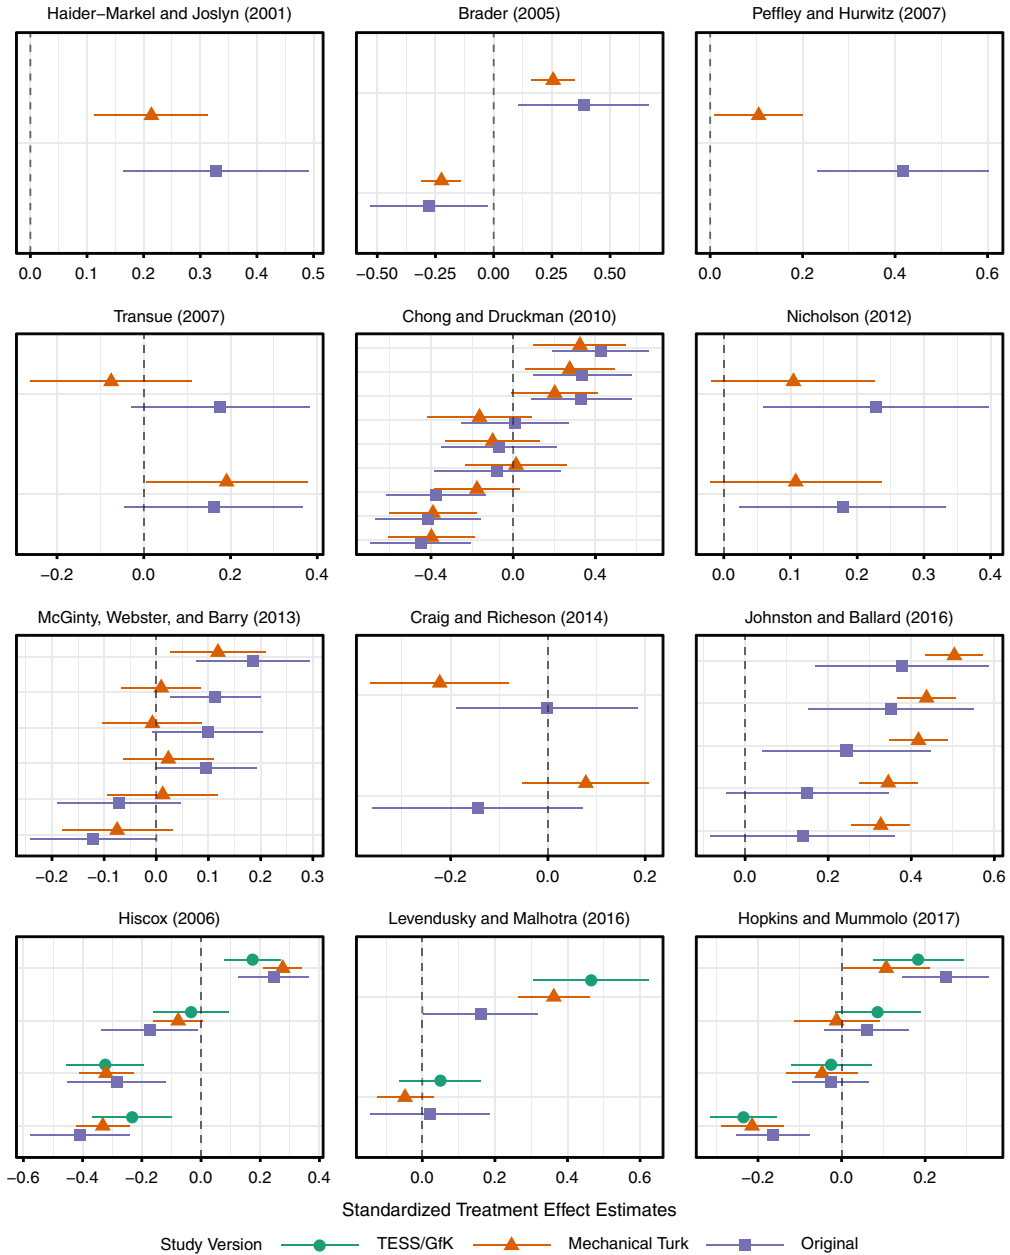 Haider−Markel and Joslyn (2001)
Brader (2005)
Peffley and Hurwitz (2007)
0.0 0.1 0.2 0.3 0.4 0.5
−0.50 −0.25 0.00 0.25 0.50
0.0 0.2 0.4 0.6
Transue (2007)
Chong and Druckman (2010)
Nicholson (2012)
−0.2 0.0 0.2 0.4
−0.4 0.0 0.4
0.0 0.1 0.2 0.3 0.4
McGinty, Webster, and Barry (2013)
Craig and Richeson (2014)
Johnston and Ballard (2016)
−0.2 −0.1 0.0 0.1 0.2 0.3
−0.2 0.0 0.2
0.0 0.2 0.4 0.6
Hiscox (2006)
Levendusky and Malhotra (2016)
Hopkins and Mummolo (2017)
−0.6 −0.4 −0.2 0.0 0.2 0.4
0.0 0.2 0.4 0.6
−0.2 0.0 0.2
Standardized Treatment Effect Estimates
Study Version TESS/GfK Mechanical Turk Original